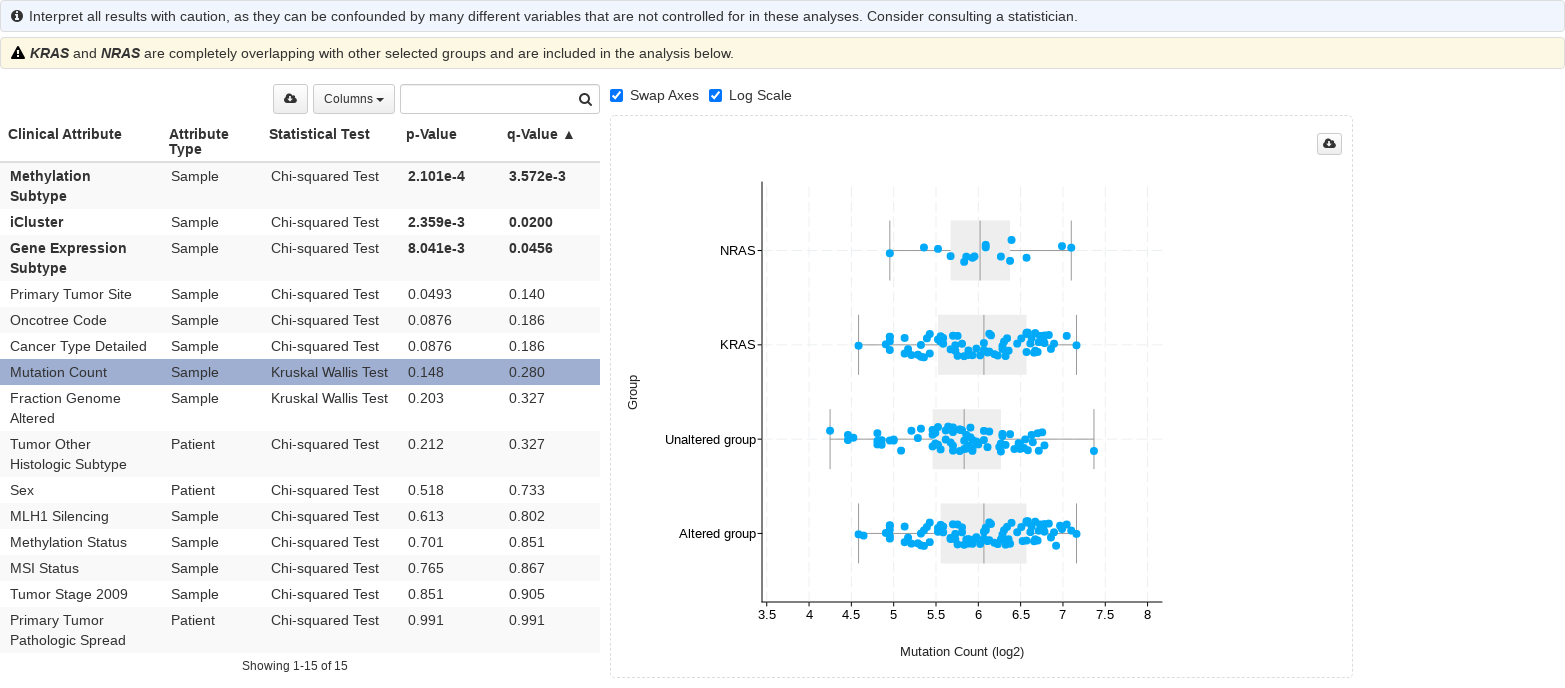 Interpret all results with caution, as they can be confounded by many different variables that are not controlled for in these analyses. Consider consulting a statistician.
KRAS and NRAS are completely overlapping with other selected groups and are included in the analysis below.
Columns
Swap Axes Log Scale
Clinical Attribute Attribute Type Statistical Test p-Value q-Value ▲
Methylation Subtype Sample Chi-squared Test 2.101e-4 3.572e-3
iCluster Sample Chi-squared Test 2.359e-3 0.0200
Gene Expression Subtype Sample Chi-squared Test 8.041e-3 0.0456
Primary Tumor Site Sample Chi-squared Test 0.0493 0.140
Oncotree Code Sample Chi-squared Test 0.0876 0.186
Cancer Type Detailed Sample Chi-squared Test 0.0876 0.186
Mutation Count Sample Kruskal Wallis Test 0.148 0.280
Fraction Genome Altered Sample Kruskal Wallis Test 0.203 0.327
Tumor Other Histologic Subtype Patient Chi-squared Test 0.212 0.327
Sex Patient Chi-squared Test 0.518 0.733
MLH1 Silencing Sample Chi-squared Test 0.613 0.802
Methylation Status Sample Chi-squared Test 0.701 0.851
MSI Status Sample Chi-squared Test 0.765 0.867
Tumor Stage 2009 Sample Chi-squared Test 0.851 0.905
Primary Tumor Pathologic Spread Patient Chi-squared Test 0.991 0.991
Showing 1-15 of 15
NRAS
KRAS
Group
Unaltered group
Altered group
3.5 4 4.5 5 5.5 6 6.5 7 7.5 8
Mutation Count (log2)